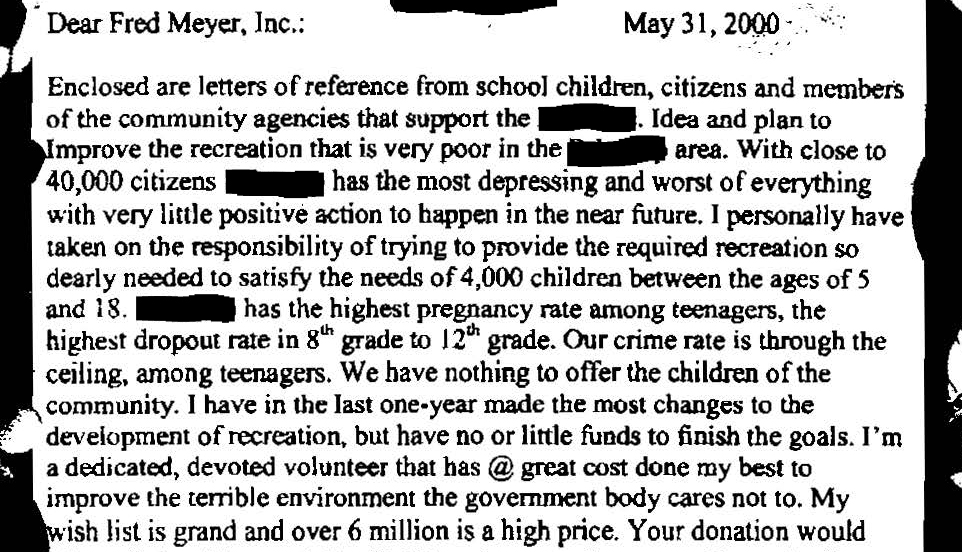 Dear Fred Meyer, Inc.: May 31, 2000
Enclosed are letters of reference from school children, citizens and members
of the community agencies that support the . Idea and plan to
Improve the recreation that is very poor in the area. With close to
40,000 citizens has the most depressing and worst of everything
with very little positive action to happen in the near future. I personally have
taken on the responsibility of trying to provide the required recreation so
dearly needed to satisfy the needs of 4,000 children between the ages of 5
and 18. has the highest pregnancy rate among teenagers, the
highest dropout rate in 8th grade to 12th grade. Our crime rate is through the
ceiling, among teenagers. We have nothing to offer the children of the
community. I have in the last one-year made the most changes to the
development of recreation, but have no or little funds to finish the goals. I'm
a dedicated, devoted volunteer that has @ great cost done my best to
improve the terrible environment the government body cares not to. My
wish list is grand and over 6 million is a high price. Your donation would